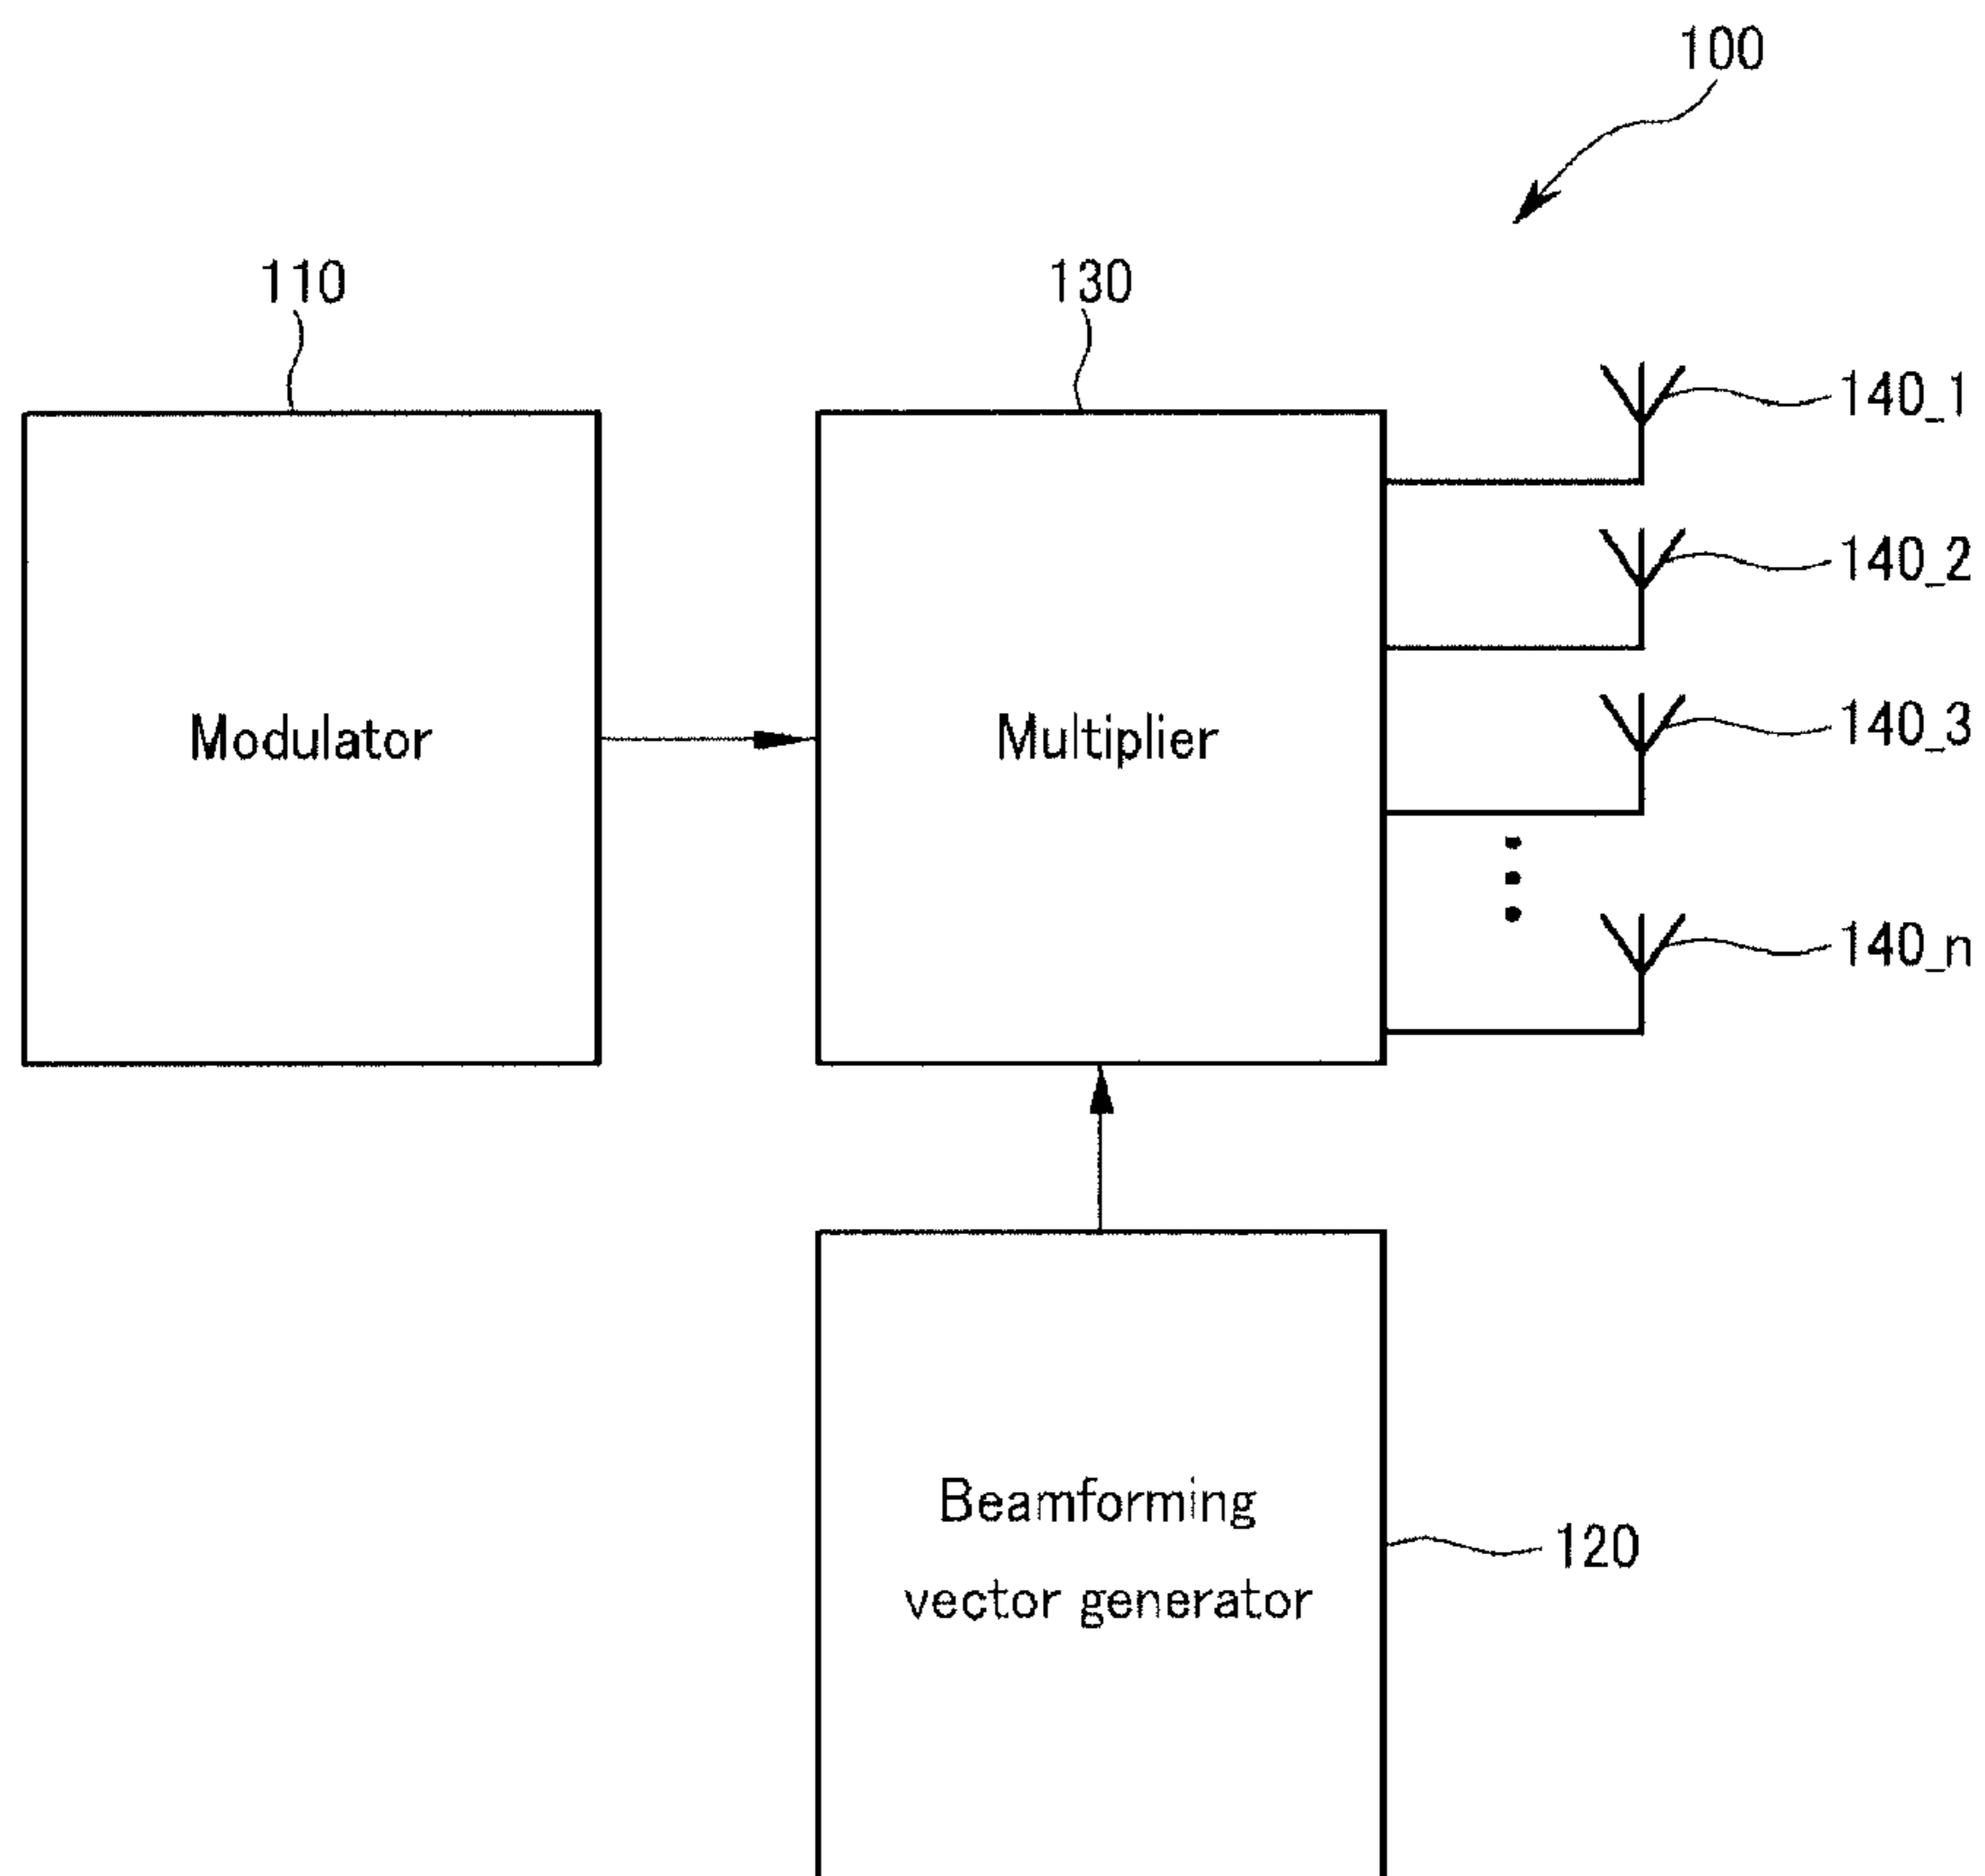 100
110
130
140_1
140_2
140_3
140_n
Modulator
Multiplier
Beamforming
vector generator
120